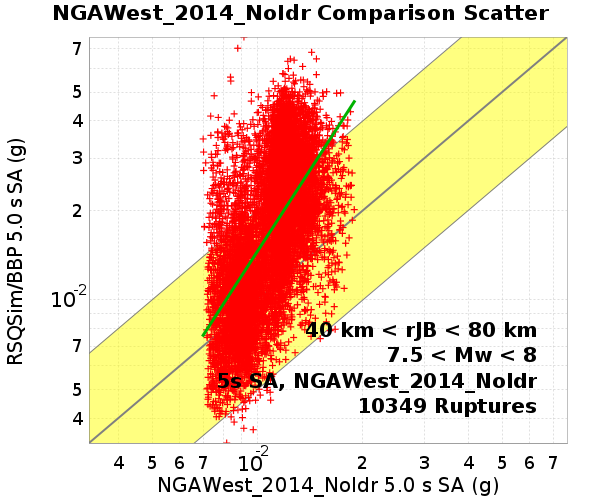 NGAWest_2014_NoIdr Comparison Scatter
7
5
4
3
2
10-2
7
5
4
RSQSim/BBP 5.0 s SA (g)
40 km < rJB < 80 km
7.5 < Mw < 8
5s SA, NGAWest_2014_NoIdr
10349 Ruptures
4 5 6 7 10-2 2 3 4 5 6 7
NGAWest_2014_NoIdr 5.0 s SA (g)